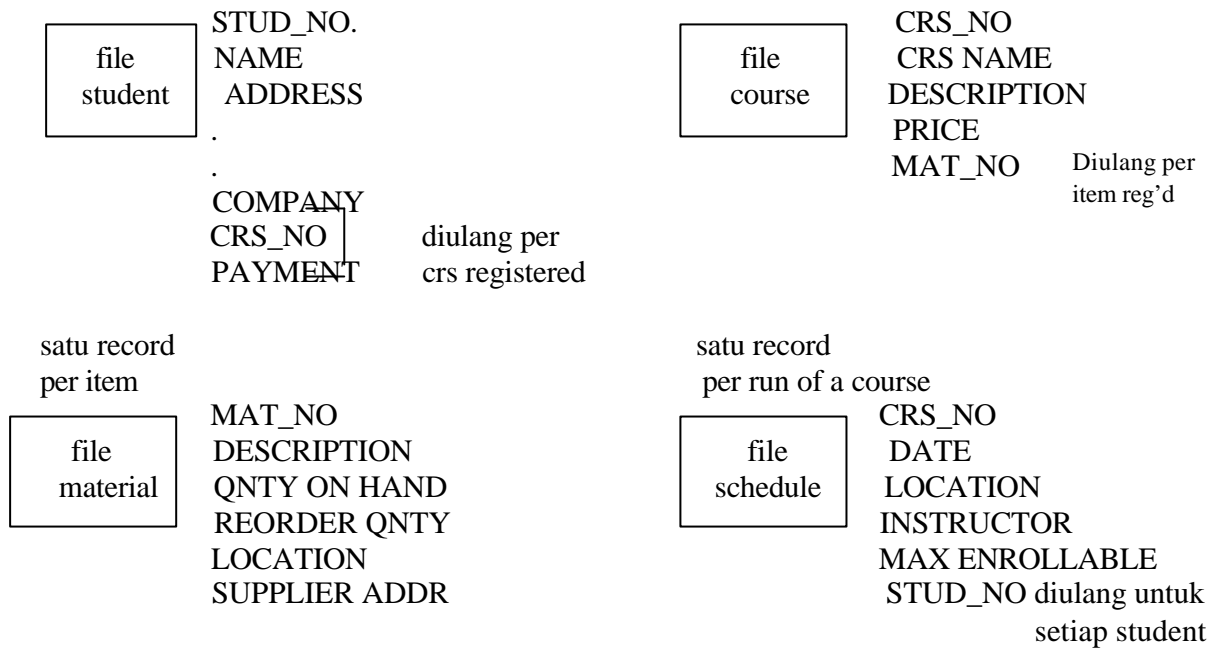 file
student
STUD_NO.
NAME
ADDRESS
.
.
COMPANY
CRS_NO
PAYMENT
diulang per
crs registered
file
course
CRS_NO
CRS NAME
DESCRIPTION
PRICE
MAT_NO
Diulang per
item reg’d
satu record
per item
file
material
MAT_NO
DESCRIPTION
QNTY ON HAND
REORDER QNTY
LOCATION
SUPPLIER ADDR
satu record
per run of a course
file
schedule
CRS_NO
DATE
LOCATION
INSTRUCTOR
MAX ENROLLABLE
STUD_NO diulang untuk
setiap student